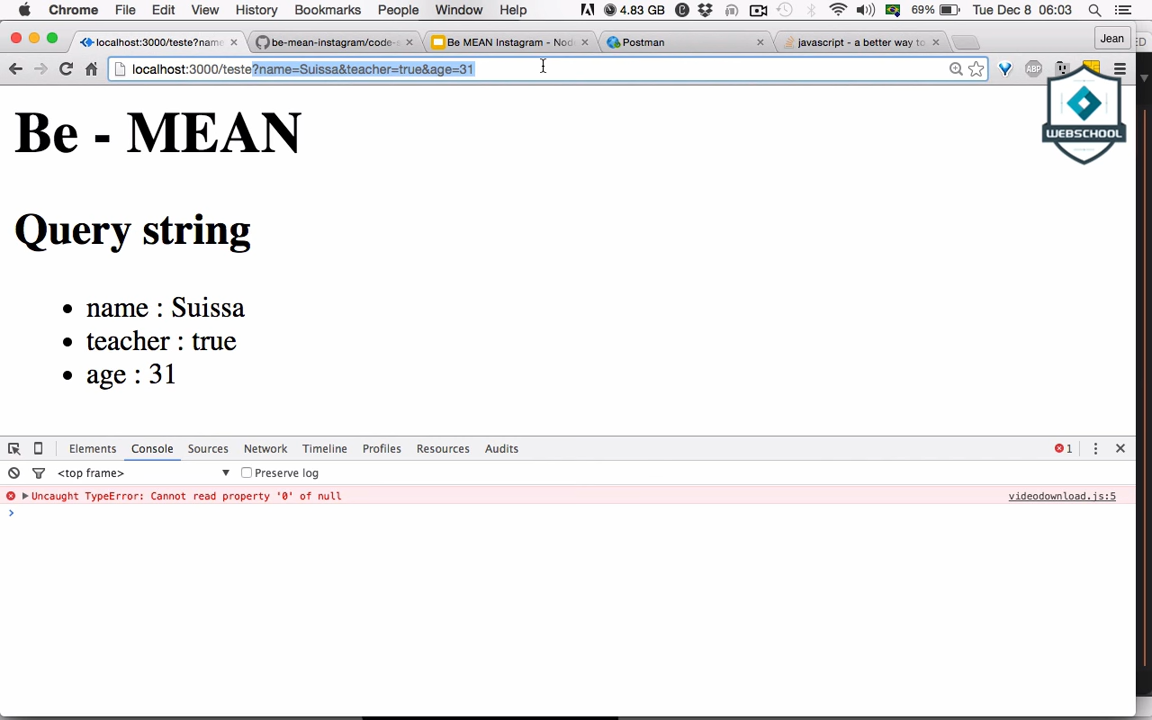 Chrome File Edit View History Bookmarks People Window Help 4.83 GB 69% Tue Dec 8 06:03
localhost:3000/teste?name be-mean-instagram/code-s Be MEAN Instagram - Nod Postman javascript - a better way to Jean
localhost:3000/teste?name=Suissa&teacher=true&age=31 ABP
WEBSCHOOL
Be - MEAN
Query string
name : Suissa
teacher : true
age : 31
Elements Console Sources Network Timeline Profiles Resources Audits 1
<top frame> Preserve log
Uncaught TypeError: Cannot read property '0' of null videodownload.js:5